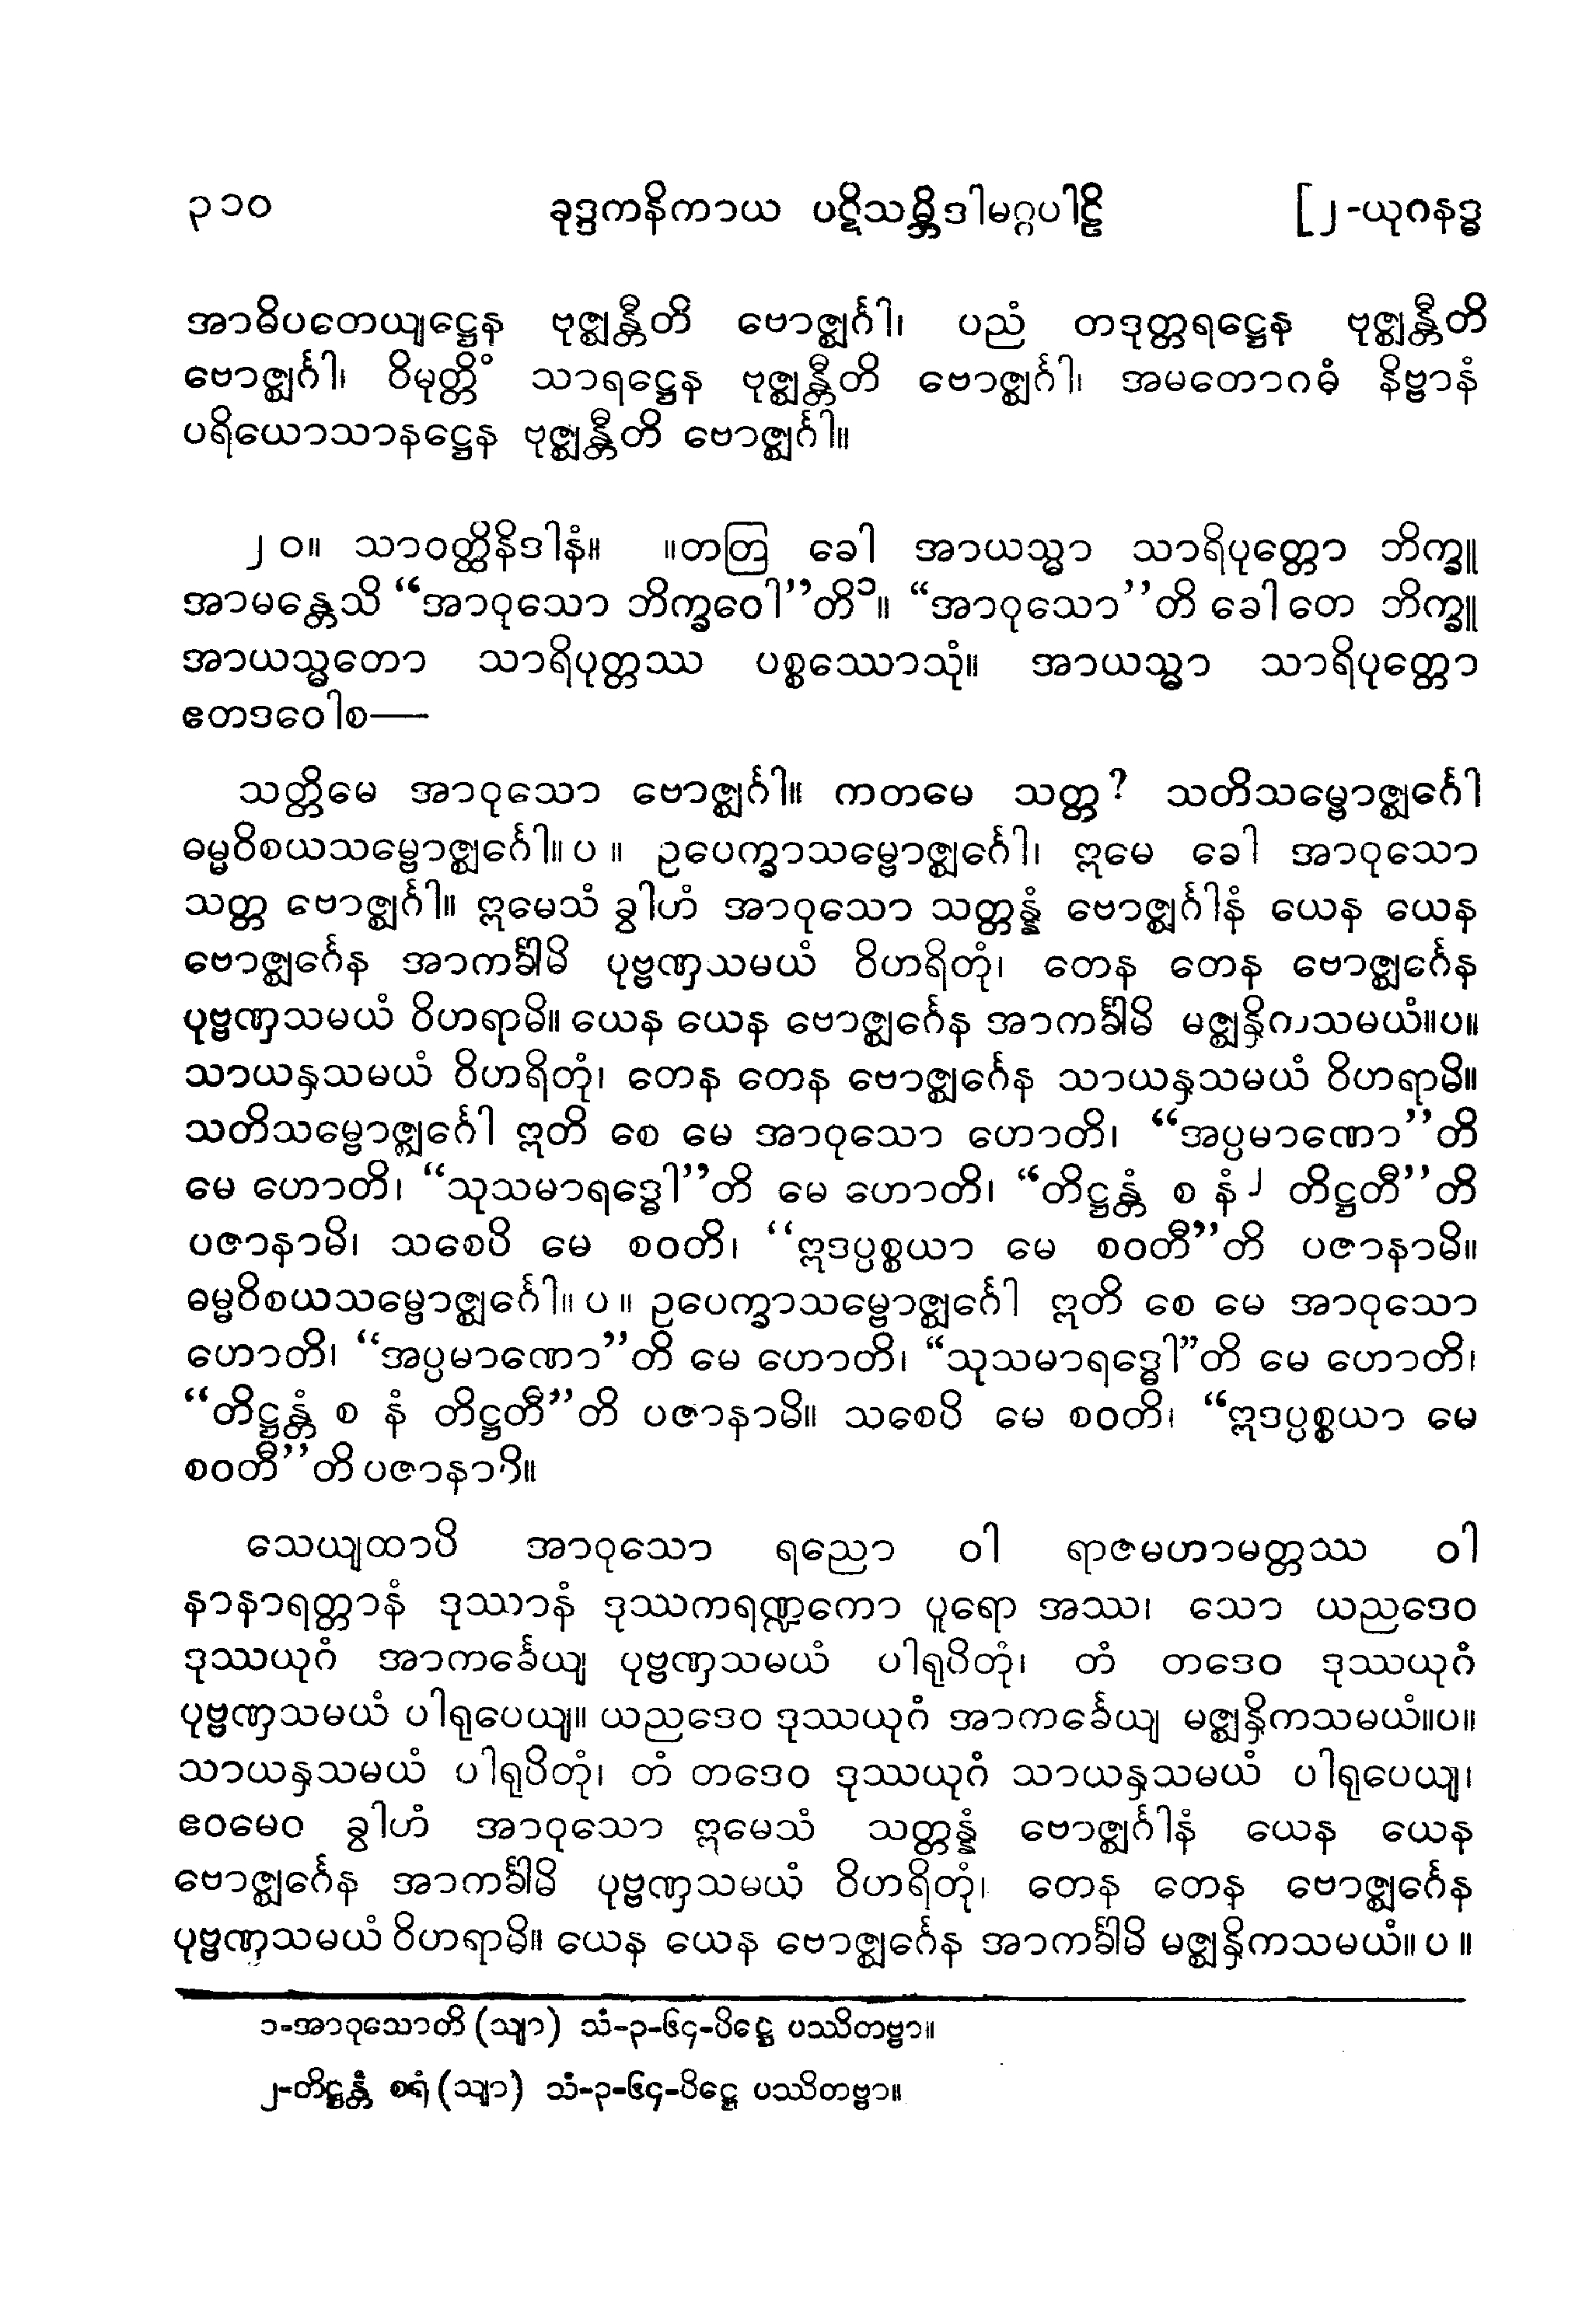 ၃၁၀ ခုဒ္ဒကနိကာယ ပဋိသမ္ဘိဒါမဂ္ဂပါဠိ [၂-ယုဂနဒ္ဓ
အာဓိပတေယျဋ္ဌေန ဗုဇ္ဈန္တီတိ ဗောဇ္ဈင်္ဂါ၊ ပညံ တဒုတ္တရဋ္ဌေန ဗုဇ္ဈန္တီတိ
ဗောဇ္ဈင်္ဂါ၊ ဝိမုတ္တိံ သာရဋ္ဌေန ဗုဇ္ဈန္တီတိ ဗောဇ္ဈင်္ဂါ၊ အမတောဂဓံ နိဗ္ဗာနံ
ပရိယောသာနဋ္ဌေန ဗုဇ္ဈန္တီတိ ဗောဇ္ဈင်္ဂါ။
၂၀။ သာဝတ္ထိနိဒါနံ။ ။တတြ ခေါ အာယသ္မာ သာရိပုတ္တော ဘိက္ခူ
အာမန္တေသိ “အာဝုသော ဘိက္ခဝေါ”တိ၁။ “အာဝုသော”တိ ခေါ တေ ဘိက္ခူ
အာယသ္မတော သာရိပုတ္တဿ ပစ္စဿောသုံ။ အာယသ္မာ သာရိပုတ္တော
ဧတဒဝေါစ—
သတ္တိမေ အာဝုသော ဗောဇ္ဈင်္ဂါ။ ကတမေ သတ္တ? သတိသမ္ဗောဇ္ဈင်္ဂေါ
ဓမ္မဝိစယသမ္ဗောဇ္ဈင်္ဂေါ။ ပ ။ ဥပေက္ခာသမ္ဗောဇ္ဈင်္ဂေါ၊ ဣမေ ခေါ အာဝုသော
သတ္တ ဗောဇ္ဈင်္ဂါ။ ဣမေသံ ခွါဟံ အာဝုသော သတ္တန္နံ ဗောဇ္ဈင်္ဂါနံ ယေန ယေန
ဗောဇ္ဈင်္ဂေန အာကင်္ခါမိ ပုဗ္ဗဏှသမယံ ဝိဟရိတုံ၊ တေန တေန ဗောဇ္ဈင်္ဂေန
ပုဗ္ဗဏှသမယံ ဝိဟရာမိ။ ယေန ယေန ဗောဇ္ဈင်္ဂေန အာကင်္ခါမိ မဇ္ဈန္ှိကသမယံ။ပ။
သာယနှသမယံ ဝိဟရိတုံ၊ တေန တေန ဗောဇ္ဈင်္ဂေန သာယနှသမယံ ဝိဟရာမိ။
သတိသမ္ဗောဇ္ဈင်္ဂေါ ဣတိ စေ မေ အာဝုသော ဟောတိ၊ “အပ္ပမာဏော”တိ
မေ ဟောတိ၊ “သုသမာရဒ္ဓေါ”တိ မေ ဟောတိ၊ “တိဋ္ဌန္တံ စ နံ၂ တိဋ္ဌတီ”တိ
ပဇာနာမိ၊ သစေပိ မေ စဝတိ၊ “ဣဒပ္ပစ္စယာ မေ စဝတီ”တိ ပဇာနာမိ။
ဓမ္မဝိစယသမ္ဗောဇ္ဈင်္ဂေါ။ ပ ။ ဥပေက္ခာသမ္ဗောဇ္ဈင်္ဂေါ ဣတိ စေ မေ အာဝုသော
ဟောတိ၊ “အပ္ပမာဏော”တိ မေ ဟောတိ၊ “သုသမာရဒ္ဓေါ”တိ မေ ဟောတိ၊
“တိဋ္ဌန္တံ စ နံ တိဋ္ဌတီ”တိ ပဇာနာမိ။ သစေပိ မေ စဝတိ၊ “ဣဒပ္ပစ္စယာ မေ
စဝတီ”တိ ပဇာနာမိ။
သေယျထာပိ အာဝုသော ရညော ဝါ ရာဇမဟာမတ္တဿ ဝါ
နာနာရတ္တာနံ ဒုဿာနံ ဒုဿကရဏ္ဍကော ပူရော အဿ၊ သော ယညဒေဝ
ဒုဿယုဂံ အာကင်္ခေယျ ပုဗ္ဗဏှသမယံ ပါရုပိတုံ၊ တံ တဒေဝ ဒုဿယုဂံ
ပုဗ္ဗဏှသမယံ ပါရုပေယျ။ ယညဒေဝ ဒုဿယုဂံ အာကင်္ခေယျ မဇ္ဈနှိကသမယံ။ပ။
သာယနှသမယံ ပါရုပိတုံ၊ တံ တဒေဝ ဒုဿယုဂံ သာယနှသမယံ ပါရုပေယျ၊
ဧဝမေဝ ခွါဟံ အာဝုသော ဣမေသံ သတ္တန္နံ ဗောဇ္ဈင်္ဂါနံ ယေန ယေန
ဗောဇ္ဈင်္ဂေန အာကင်္ခါမိ ပုဗ္ဗဏှသမယံ ဝိဟရိတုံ၊ တေန တေန ဗောဇ္ဈင်္ဂေန
ပုဗ္ဗဏှသမယံ ဝိဟရာမိ။ ယေန ယေန ဗောဇ္ဈင်္ဂေန အာကင်္ခါမိ မဇ္ဈနှိကသမယံ။ ပ ။
၁-အာဝုသောတိ (သျာ) သံ-၃-၆၄-ပိဋ္ဌေ ပဿိတဗ္ဗာ။
၂-တိဋ္ဌန္တံ စရံ (သျာ) သံ-၃-၆၄-ပိဋ္ဌေ ပဿိတဗ္ဗာ။